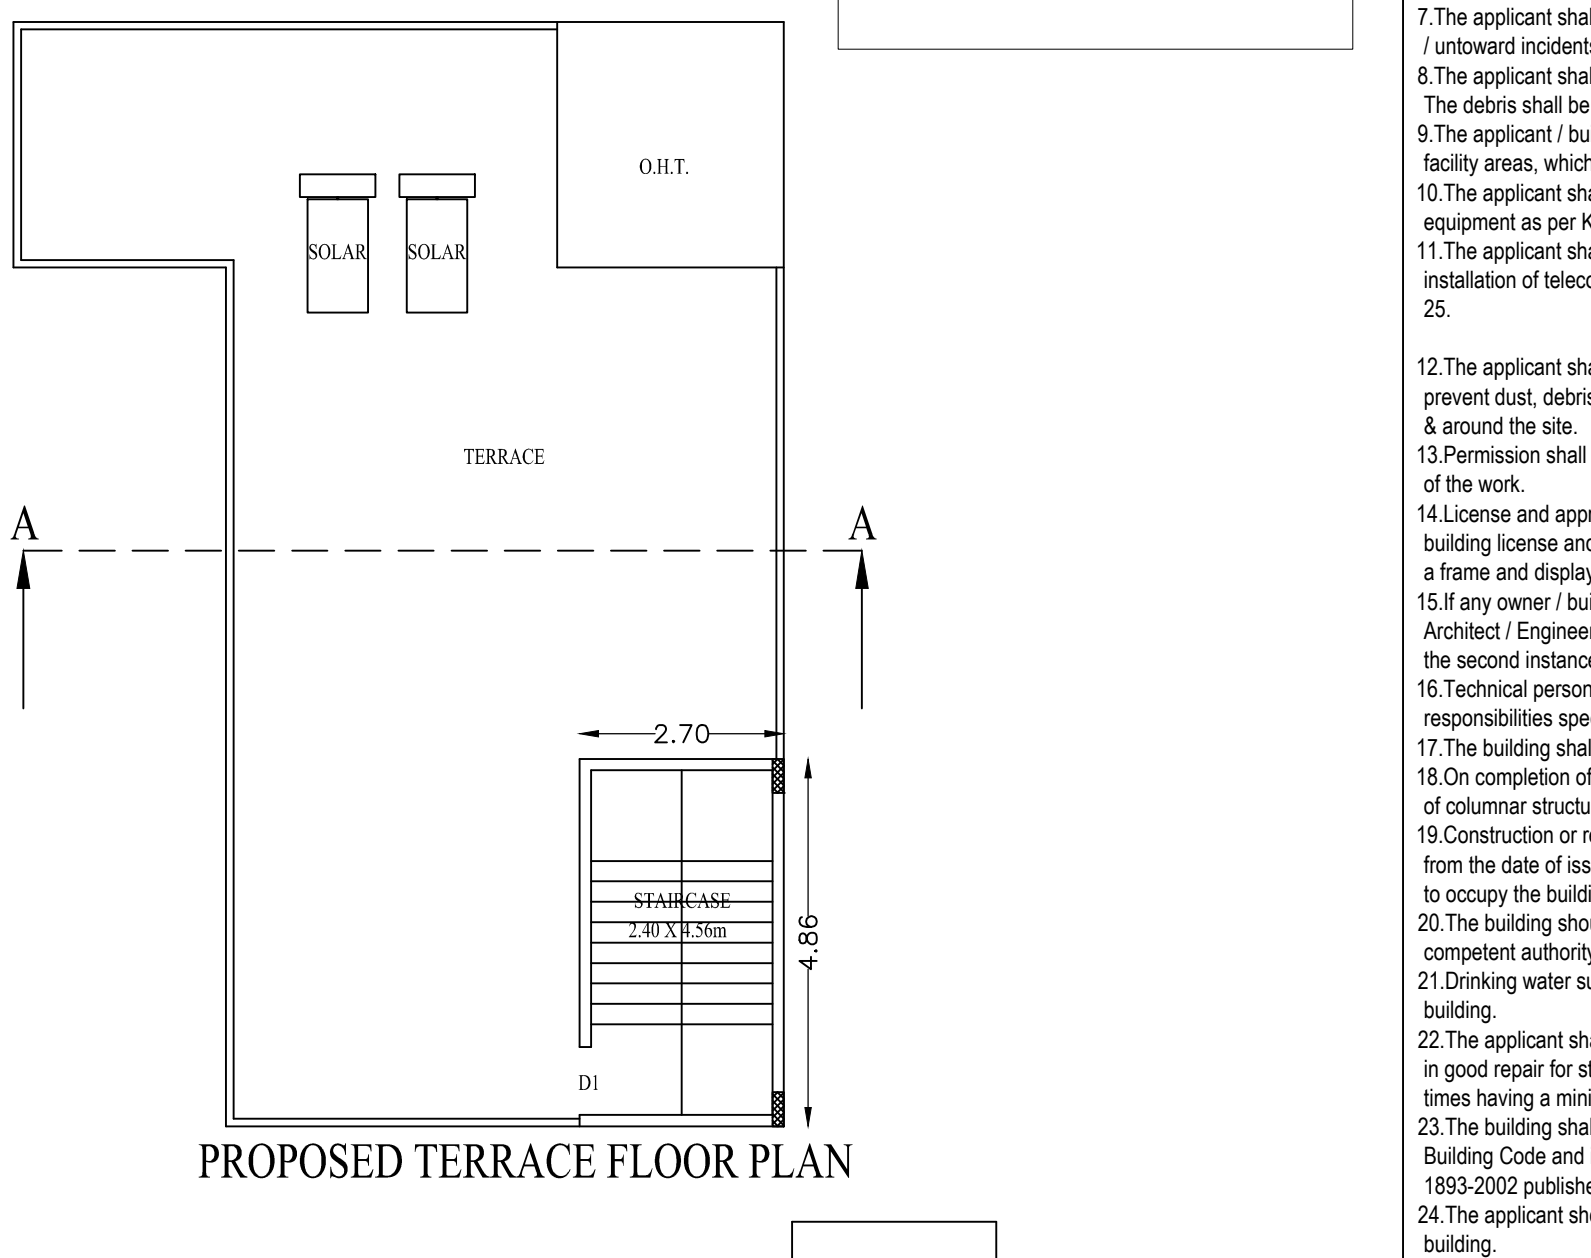 O.H.T.
SOLAR
SOLAR
TERRACE
A
A
2.70
STAIRCASE
2.40 X 4.56m
4.86
D1
PROPOSED TERRACE FLOOR PLAN
7.The applicant shal
/ untoward incidents
8.The applicant shal
The debris shall be
9.The applicant / bu
facility areas, which
10.The applicant sha
equipment as per K
11.The applicant sha
installation of teleco
25.
12.The applicant sha
prevent dust, debris
& around the site.
13.Permission shall
of the work.
14.License and appr
building license and
a frame and display
15.If any owner / bui
Architect / Engineer
the second instance
16.Technical person
responsibilities spe
17.The building shal
18.On completion of
of columnar structu
19.Construction or re
from the date of iss
to occupy the buildi
20.The building shou
competent authority
21.Drinking water su
building.
22.The applicant sha
in good repair for st
times having a mini
23.The building shal
Building Code and
1893-2002 publishe
24.The applicant sho
building.